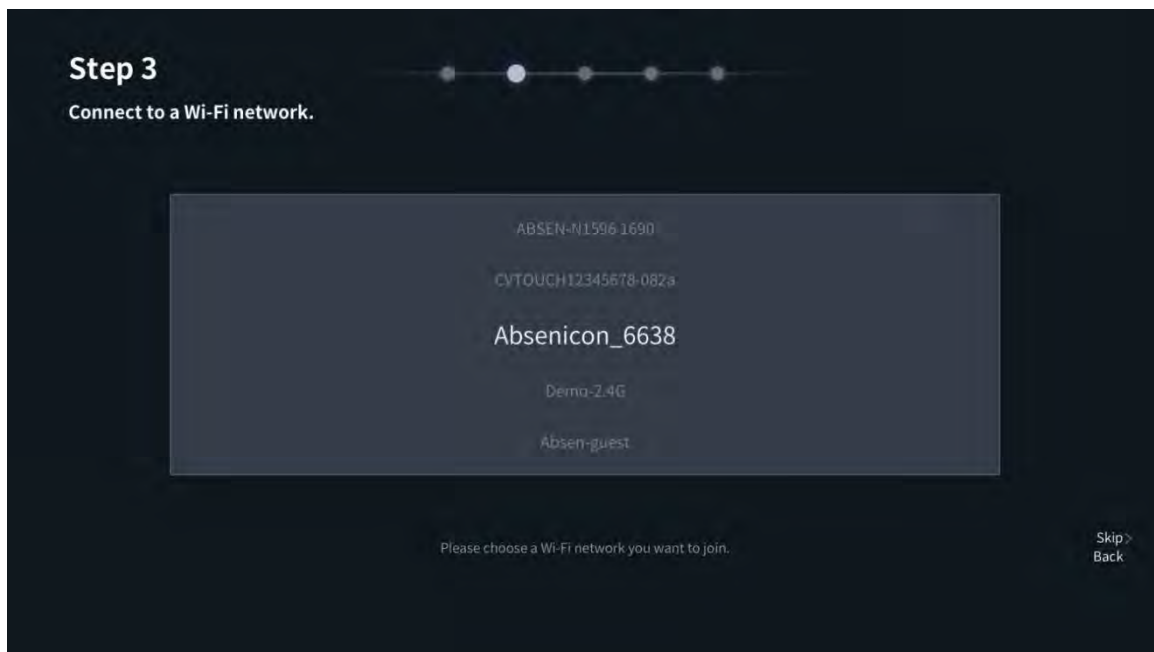 Step 3
Connect to a Wi-Fi network.
ABSEN-N1596 1690
CVTOUCH12345678-082a
Absenicon_6638
Demo-2.4G
Absen-guest
Please choose a Wi-Fi network you want to join.
Skip>
Back